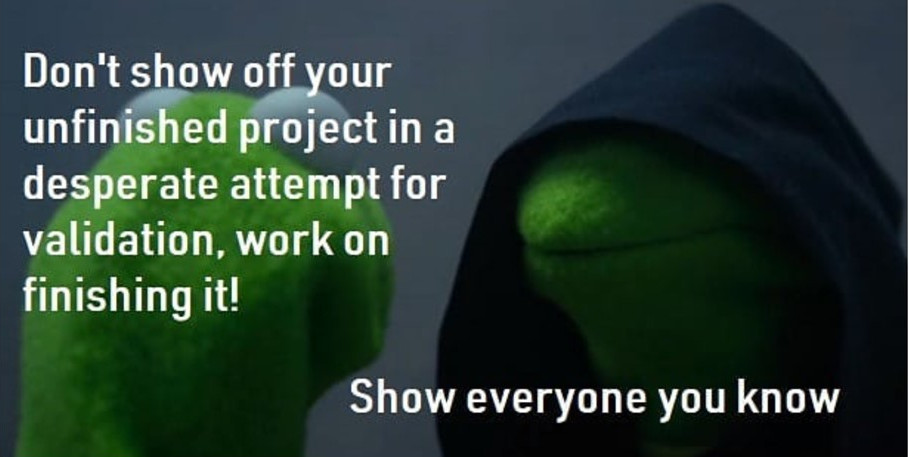 Don't show off your
unfinished project in a
desperate attempt for
validation, work on
finishing it!
Show everyone you know